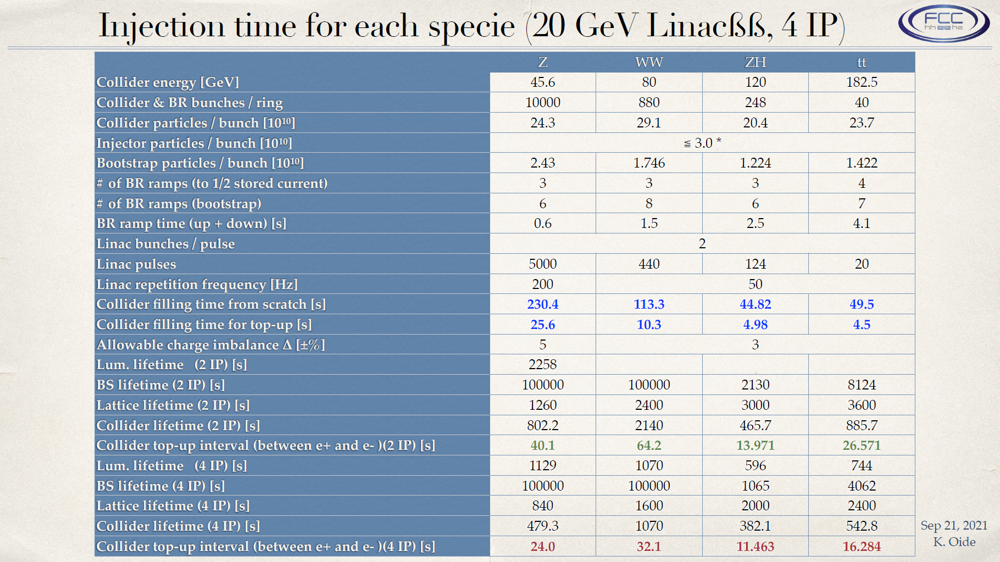 Injection time for each specie (20 GeV Linacßß, 4 IP)
FCC
hh ee he
Z WW ZH tt
Collider energy [GeV] 45.6 80 120 182.5
Collider & BR bunches / ring 10000 880 248 40
Collider particles / bunch [10¹⁰] 24.3 29.1 20.4 23.7
Injector particles / bunch [10¹⁰] ≦ 3.0 *
Bootstrap particles / bunch [10¹⁰] 2.43 1.746 1.224 1.422
# of BR ramps (to 1/2 stored current) 3 3 3 4
# of BR ramps (bootstrap) 6 8 6 7
BR ramp time (up + down) [s] 0.6 1.5 2.5 4.1
Linac bunches / pulse 2
Linac pulses 5000 440 124 20
Linac repetition frequency [Hz] 200 50
Collider filling time from scratch [s] 230.4 113.3 44.82 49.5
Collider filling time for top-up [s] 25.6 10.3 4.98 4.5
Allowable charge imbalance Δ [±%] 5 3
Lum. lifetime (2 IP) [s] 2258
BS lifetime (2 IP) [s] 100000 100000 2130 8124
Lattice lifetime (2 IP) [s] 1260 2400 3000 3600
Collider lifetime (2 IP) [s] 802.2 2140 465.7 885.7
Collider top-up interval (between e+ and e- )(2 IP) [s] 40.1 64.2 13.971 26.571
Lum. lifetime (4 IP) [s] 1129 1070 596 744
BS lifetime (4 IP) [s] 100000 100000 1065 4062
Lattice lifetime (4 IP) [s] 840 1600 2000 2400
Collider lifetime (4 IP) [s] 479.3 1070 382.1 542.8
Collider top-up interval (between e+ and e- )(4 IP) [s] 24.0 32.1 11.463 16.284
Sep 21, 2021
K. Oide